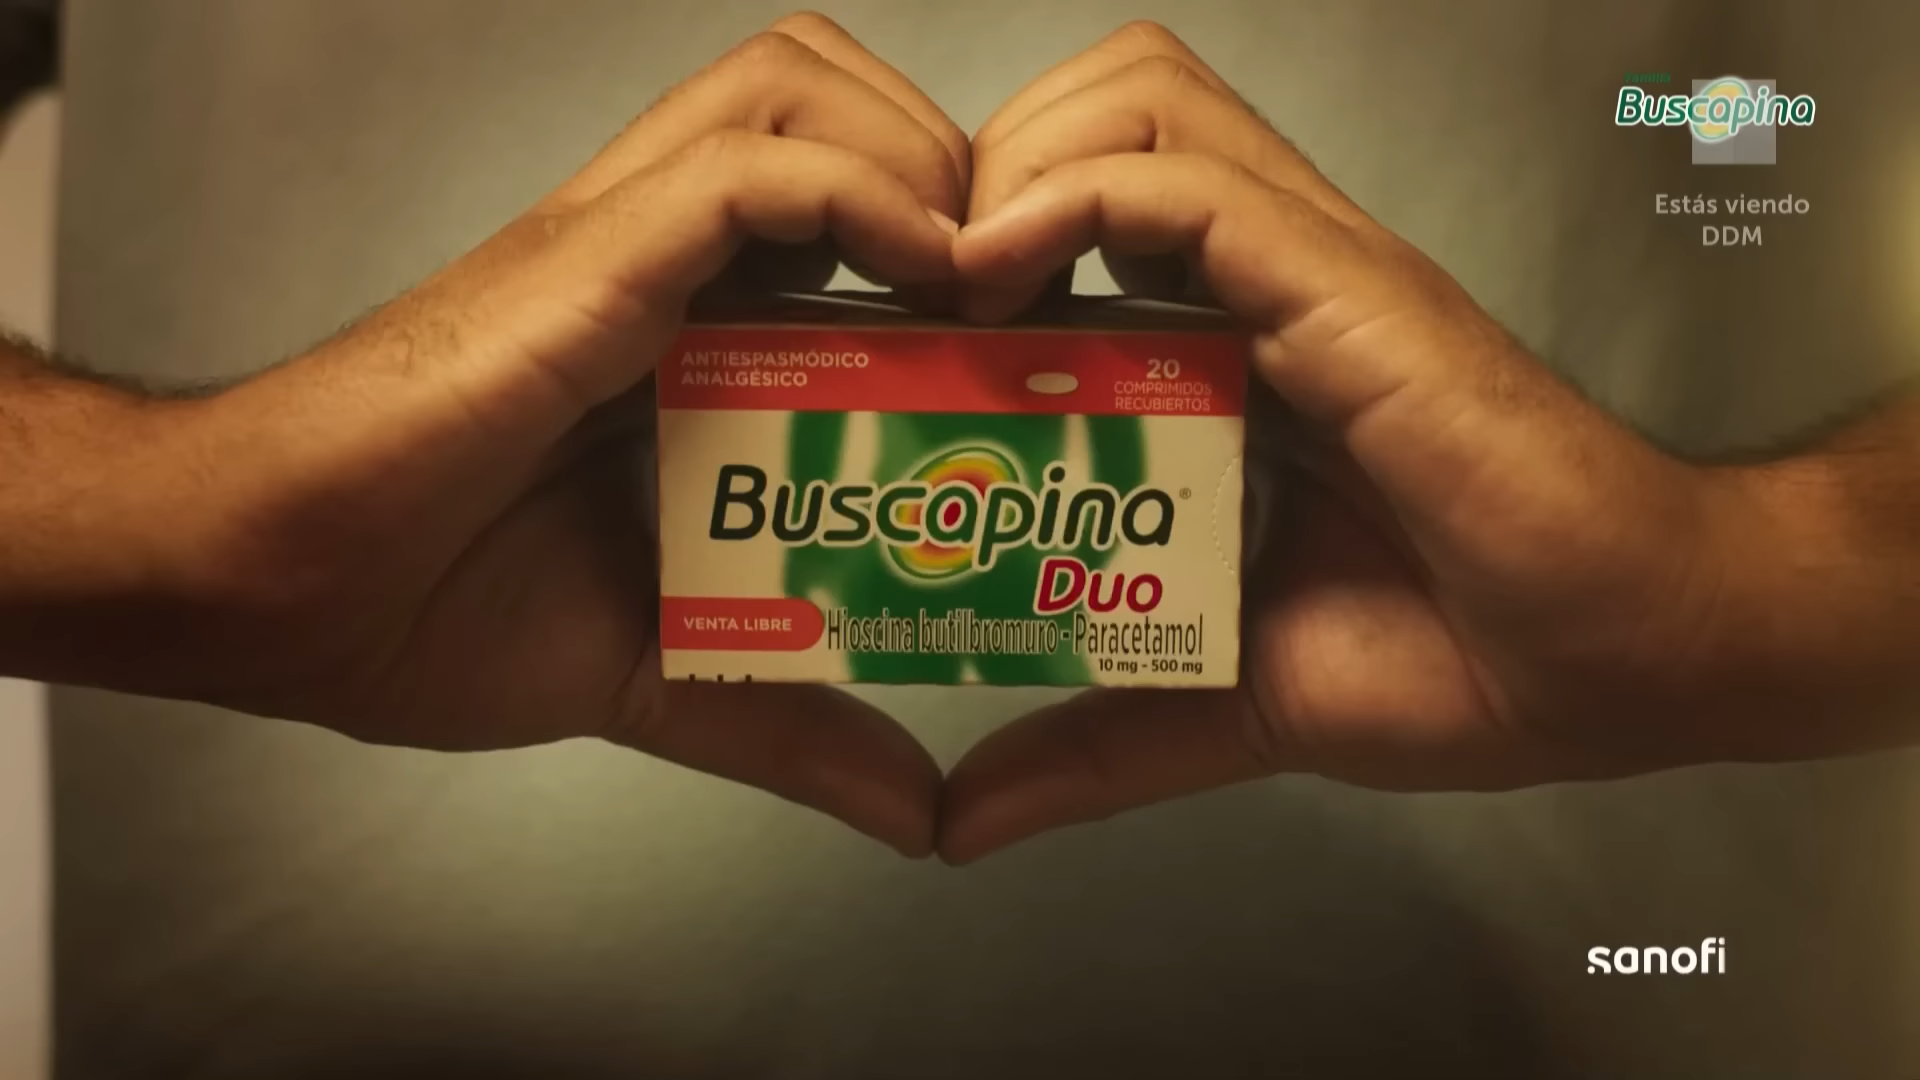 Familia
Buscapina
Estás viendo
DDM
ANTIESPASMÓDICO
ANALGÉSICO
20
COMPRIMIDOS
RECUBIERTOS
Buscapina®
Duo
VENTA LIBRE
Hioscina butilbromuro-Paracetamol
10 mg - 500 mg
sanofi